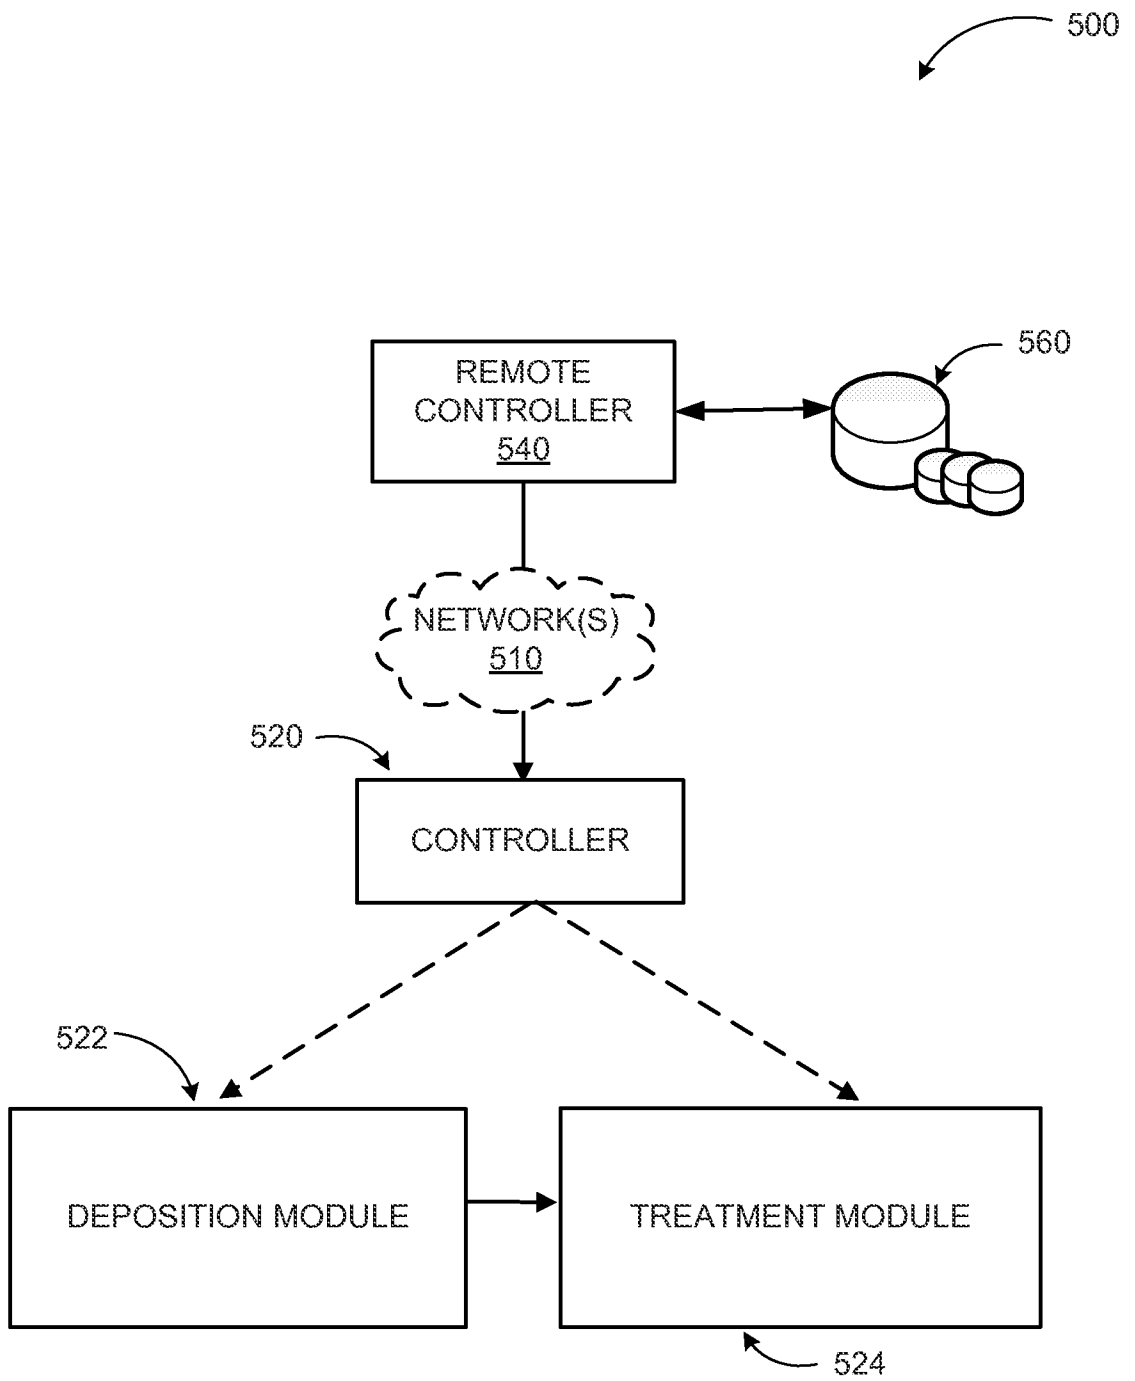 500
560
REMOTE
CONTROLLER
540
NETWORK(S)
510
520
CONTROLLER
522
DEPOSITION MODULE
TREATMENT MODULE
524